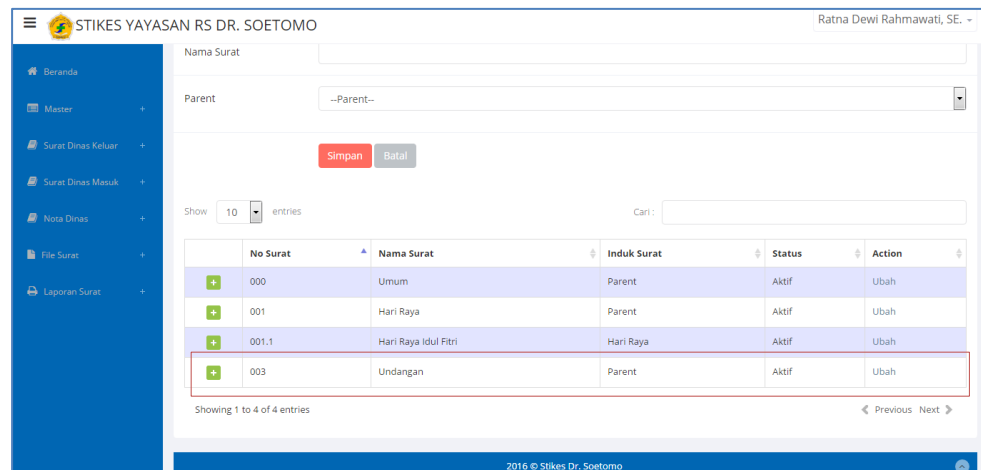 STIKES YAYASAN RS DR. SOETOMO
Ratna Dewi Rahmawati, SE.
Beranda
Master +
Surat Dinas Keluar +
Surat Dinas Masuk +
Nota Dinas +
File Surat +
Laporan Surat +
Nama Surat
Parent --Parent--
Simpan Batal
Show 10 entries Cari :
No Surat Nama Surat Induk Surat Status Action
000 Umum Parent Aktif Ubah
001 Hari Raya Parent Aktif Ubah
001.1 Hari Raya Idul Fitri Hari Raya Aktif Ubah
003 Undangan Parent Aktif Ubah
Showing 1 to 4 of 4 entries Previous Next
2016 © Stikes Dr. Soetomo